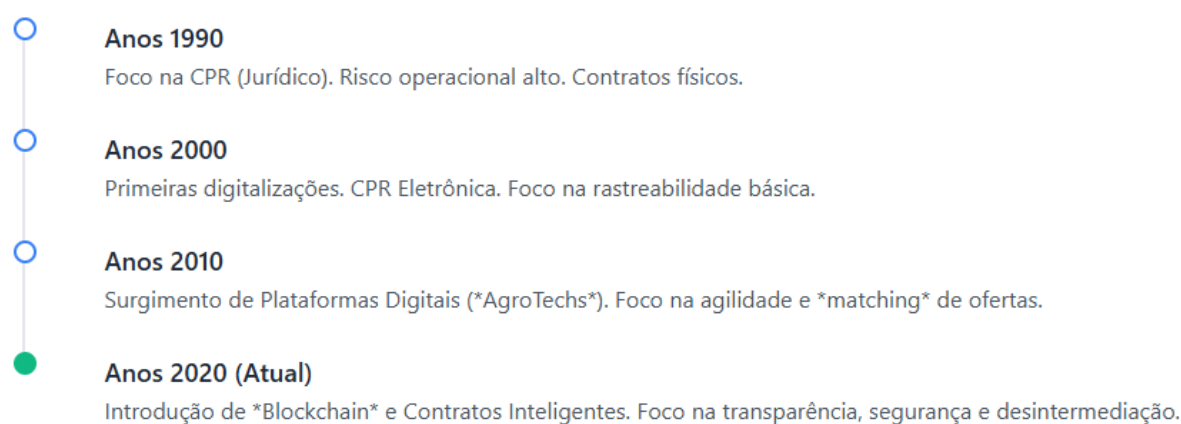 Anos 1990
Foco na CPR (Jurídico). Risco operacional alto. Contratos físicos.
Anos 2000
Primeiras digitalizações. CPR Eletrônica. Foco na rastreabilidade básica.
Anos 2010
Surgimento de Plataformas Digitais (*AgroTechs*). Foco na agilidade e *matching* de ofertas.
Anos 2020 (Atual)
Introdução de *Blockchain* e Contratos Inteligentes. Foco na transparência, segurança e desintermediação.